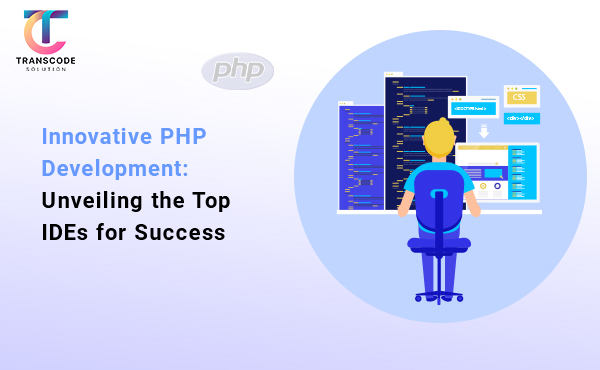 TRANSCODE
SOLUTION
php
Innovative PHP
Development:
Unveiling the Top
IDEs for Success
CSS